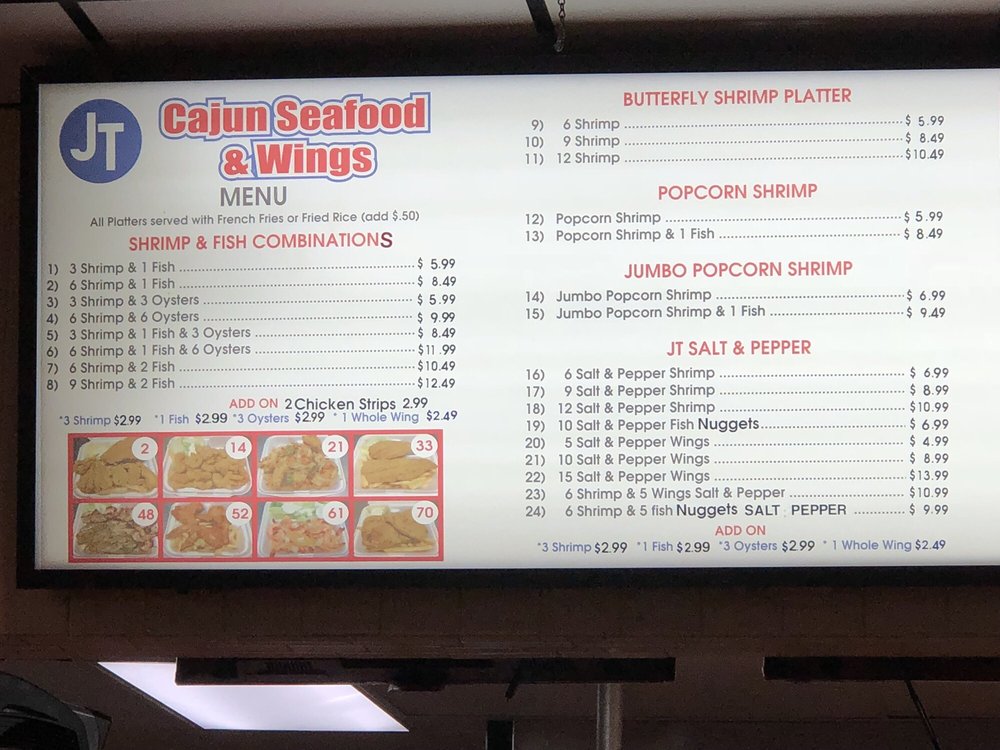 JT
Cajun Seafood
& Wings
MENU
All Platters served with French Fries or Fried Rice (add $.50)
SHRIMP & FISH COMBINATIONS
1) 3 Shrimp & 1 Fish ........ $ 5.99
2) 6 Shrimp & 1 Fish ........ $ 8.49
3) 3 Shrimp & 3 Oysters ........ $ 5.99
4) 6 Shrimp & 6 Oysters ........ $ 9.99
5) 3 Shrimp & 1 Fish & 3 Oysters ........ $ 8.49
6) 6 Shrimp & 1 Fish & 6 Oysters ........ $11.99
7) 6 Shrimp & 2 Fish ........ $10.49
8) 9 Shrimp & 2 Fish ........ $12.49
ADD ON 2 Chicken Strips 2.99
*3 Shrimp $2.99 *1 Fish $2.99 *3 Oysters $2.99 * 1 Whole Wing $2.49
2 14 21 33
48 52 61 70
BUTTERFLY SHRIMP PLATTER
9) 6 Shrimp ........ $ 5.99
10) 9 Shrimp ........ $ 8.49
11) 12 Shrimp ........ $10.49
POPCORN SHRIMP
12) Popcorn Shrimp ........ $ 5.99
13) Popcorn Shrimp & 1 Fish ........ $ 8.49
JUMBO POPCORN SHRIMP
14) Jumbo Popcorn Shrimp ........ $ 6.99
15) Jumbo Popcorn Shrimp & 1 Fish ........ $ 9.49
JT SALT & PEPPER
16) 6 Salt & Pepper Shrimp ........ $ 6.99
17) 9 Salt & Pepper Shrimp ........ $ 8.99
18) 12 Salt & Pepper Shrimp ........ $10.99
19) 10 Salt & Pepper Fish Nuggets ........ $ 6.99
20) 5 Salt & Pepper Wings ........ $ 4.99
21) 10 Salt & Pepper Wings ........ $ 8.99
22) 15 Salt & Pepper Wings ........ $13.99
23) 6 Shrimp & 5 Wings Salt & Pepper ........ $10.99
24) 6 Shrimp & 5 fish Nuggets SALT PEPPER ........ $ 9.99
ADD ON
*3 Shrimp $2.99 *1 Fish $2.99 *3 Oysters $2.99 * 1 Whole Wing $2.49